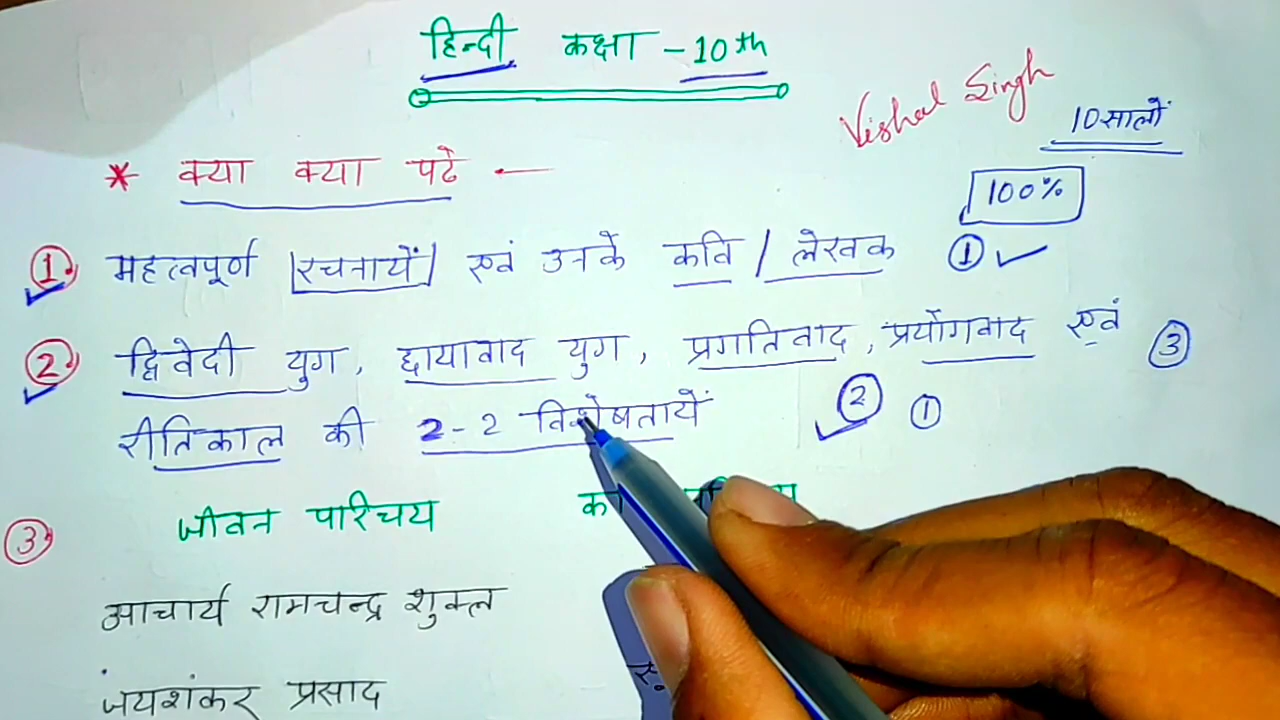 हिन्दी कक्षा - 10th
Vishal Singh
10 सालों
* क्या क्या पढे —
100%
① महत्वपूर्ण |रचनायें| एवं उनके कवि / लेखक ①
② द्विवेदी युग, छायावाद युग, प्रगतिवाद, प्रयोगवाद एवं ③
रीतिकाल की 2-2 विशेषतायें ② ①
③ जीवन परिचय
आचार्य रामचन्द्र शुक्ल
जयशंकर प्रसाद